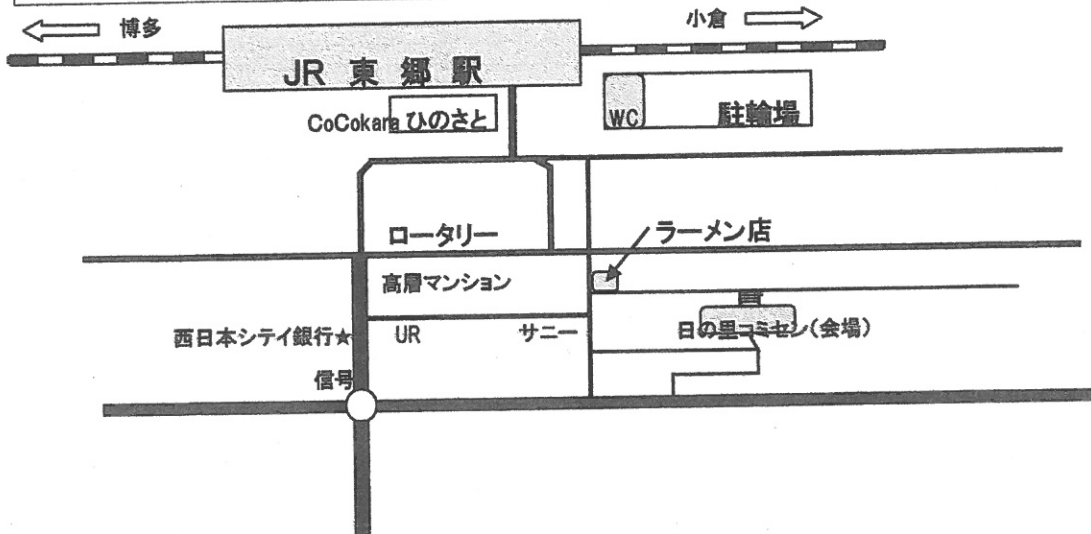 博多
小倉
JR 東 郷 駅
CoCokara ひのさと
WC
駐輪場
ロータリー
ラーメン店
高層マンション
西日本シテイ銀行★
UR
サニー
日の里コミセン(会場)
信号